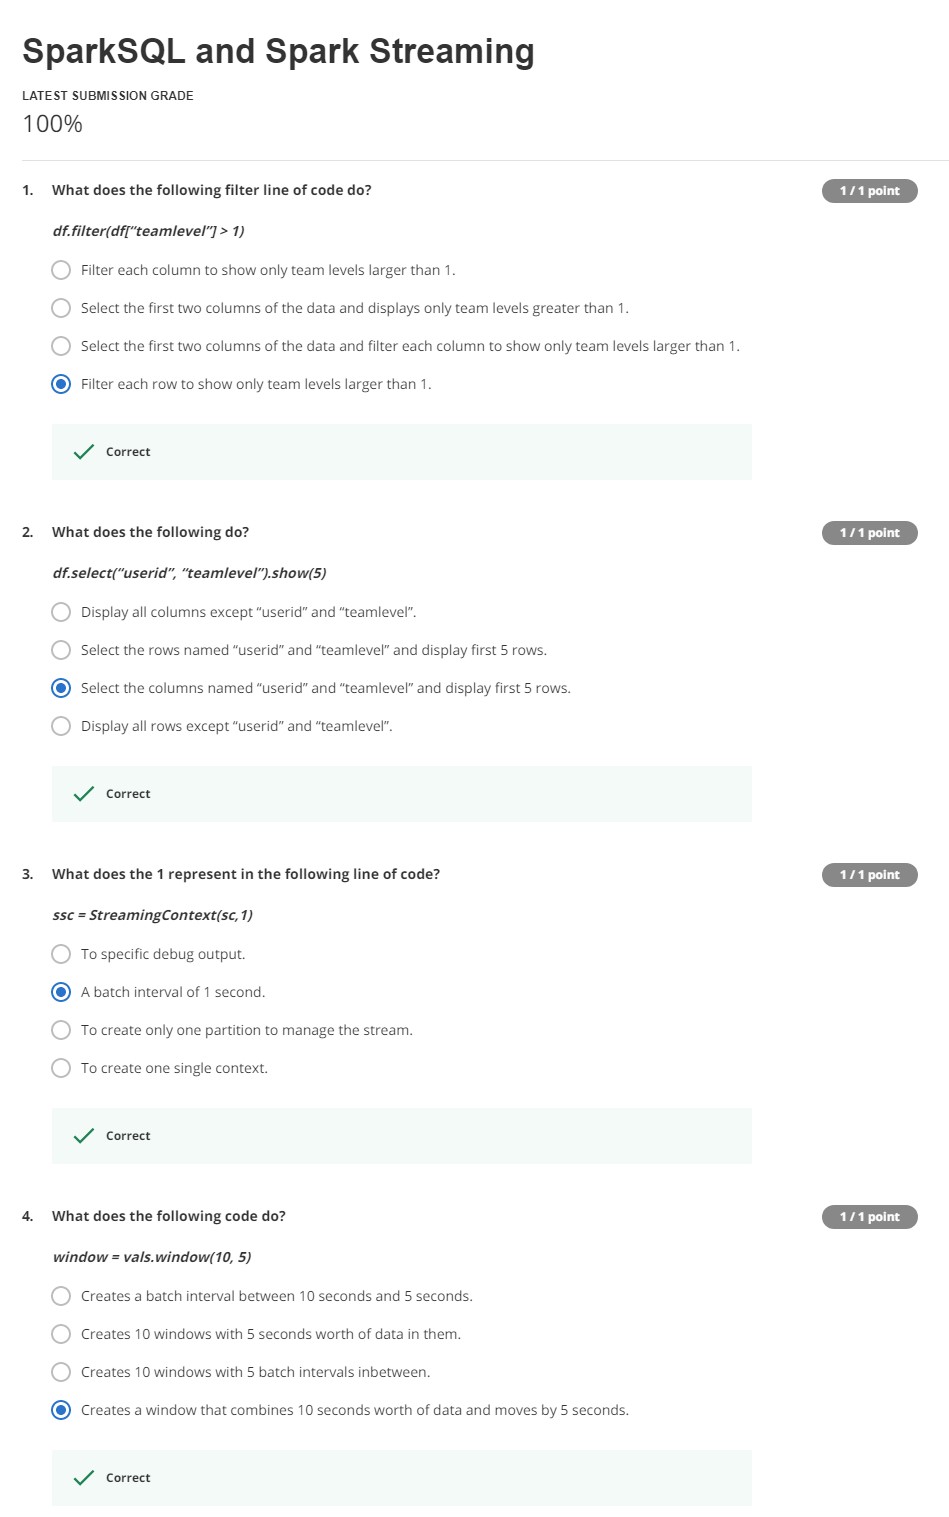 SparkSQL and Spark Streaming
LATEST SUBMISSION GRADE
100%
1. What does the following filter line of code do?
1 / 1 point
df.filter(df[“teamlevel”] > 1)
Filter each column to show only team levels larger than 1.
Select the first two columns of the data and displays only team levels greater than 1.
Select the first two columns of the data and filter each column to show only team levels larger than 1.
Filter each row to show only team levels larger than 1.
Correct
2. What does the following do?
1 / 1 point
df.select(“userid”, “teamlevel”).show(5)
Display all columns except “userid” and “teamlevel”.
Select the rows named “userid” and “teamlevel” and display first 5 rows.
Select the columns named “userid” and “teamlevel” and display first 5 rows.
Display all rows except “userid” and “teamlevel”.
Correct
3. What does the 1 represent in the following line of code?
1 / 1 point
ssc = StreamingContext(sc,1)
To specific debug output.
A batch interval of 1 second.
To create only one partition to manage the stream.
To create one single context.
Correct
4. What does the following code do?
1 / 1 point
window = vals.window(10, 5)
Creates a batch interval between 10 seconds and 5 seconds.
Creates 10 windows with 5 seconds worth of data in them.
Creates 10 windows with 5 batch intervals inbetween.
Creates a window that combines 10 seconds worth of data and moves by 5 seconds.
Correct